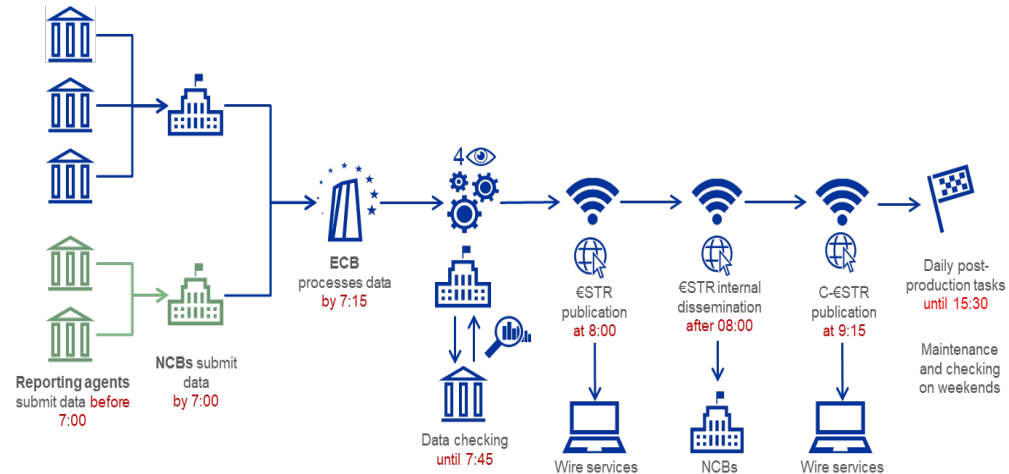 4
Reporting agents
submit data before
7:00
NCBs submit
data
by 7:00
ECB
processes data
by 7:15
Data checking
until 7:45
€STR
publication
at 8:00
Wire services
€STR internal
dissemination
after 08:00
NCBs
C-€STR
publication
at 9:15
Wire services
Daily post-
production tasks
until 15:30
Maintenance
and checking
on weekends